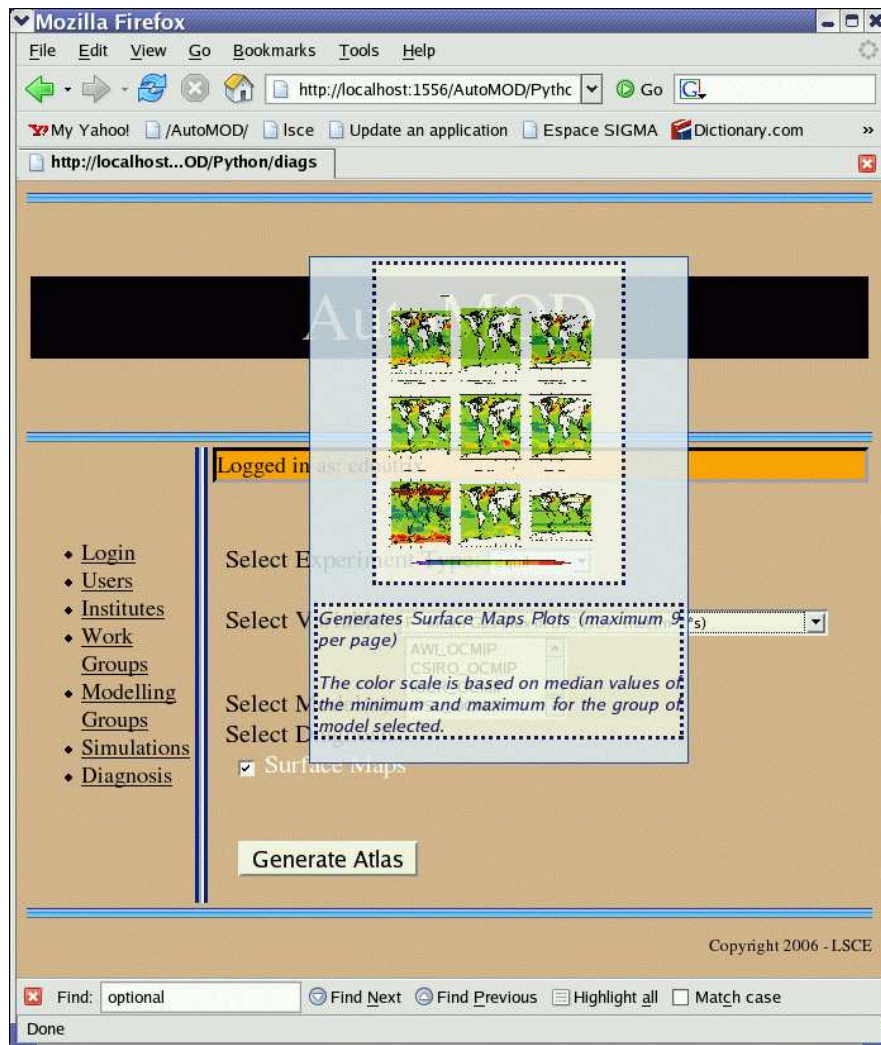 Mozilla Firefox
File Edit View Go Bookmarks Tools Help
http://localhost:1556/AutoMOD/Pythc Go G
My Yahoo! /AutoMOD/ lsce Update an application Espace SIGMA Dictionary.com »
http://localhost...OD/Python/diags
AutoMOD
Logged in as:
Login
Users
Institutes
Work
Groups
Modelling
Groups
Simulations
Diagnosis
Select Experiment Type:
Select V
*s)
AWI_OCMIP
CSIRO_OCMIP
Select M
Select D
Surface Maps
Generates Surface Maps Plots (maximum 9
per page)
The color scale is based on median values of
the minimum and maximum for the group of
model selected.
Generate Atlas
Copyright 2006 - LSCE
Find: optional Find Next Find Previous Highlight all Match case
Done